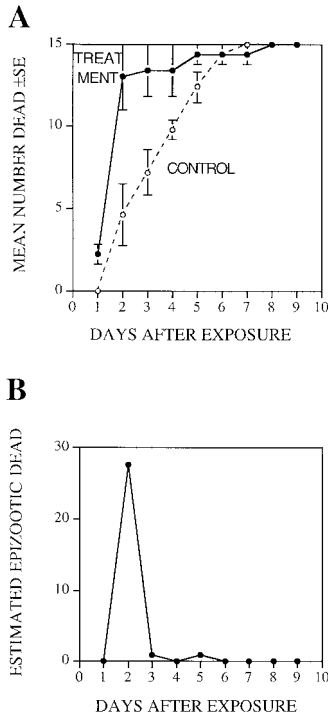 A
MEAN NUMBER DEAD ±SE
15
10
5
0
TREAT
MENT
CONTROL
0 1 2 3 4 5 6 7 8 9 10
DAYS AFTER EXPOSURE
B
ESTIMATED EPIZOOTIC DEAD
30
20
10
0
0 1 2 3 4 5 6 7 8 9 10
DAYS AFTER EXPOSURE